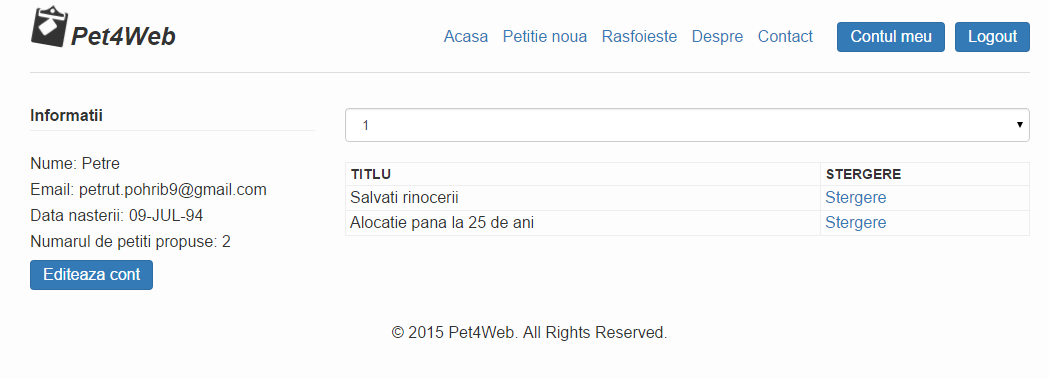 Pet4Web
Acasa Petitie noua Rasfoieste Despre Contact Contul meu Logout
Informatii
Nume: Petre
Email: petrut.pohrib9@gmail.com
Data nasterii: 09-JUL-94
Numarul de petiti propuse: 2
Editeaza cont
1
TITLU STERGERE
Salvati rinocerii Stergere
Alocatie pana la 25 de ani Stergere
© 2015 Pet4Web. All Rights Reserved.